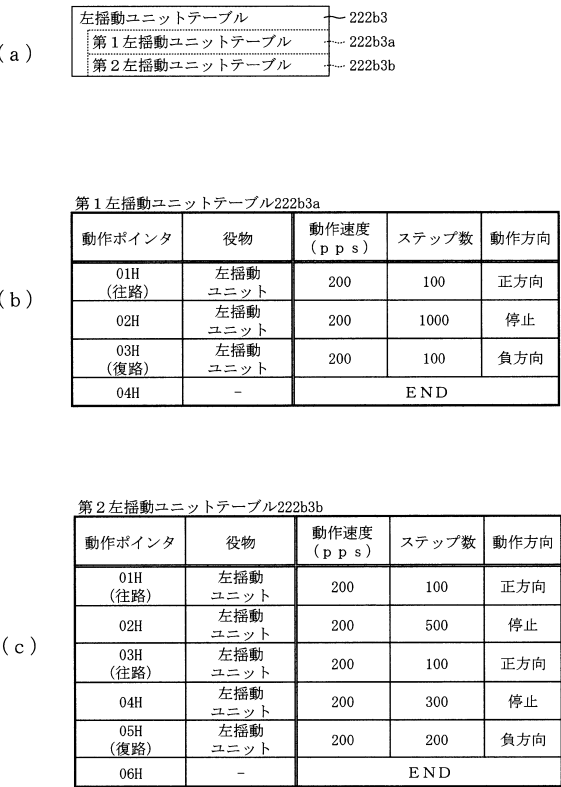 (a)
左揺動ユニットテーブル 222b3
第1左揺動ユニットテーブル 222b3a
第2左揺動ユニットテーブル 222b3b
(b)
第1左揺動ユニットテーブル222b3a
動作ポインタ 役物 動作速度(pps) ステップ数 動作方向
01H(往路) 左揺動ユニット 200 100 正方向
02H 左揺動ユニット 200 1000 停止
03H(復路) 左揺動ユニット 200 100 負方向
04H - END
(c)
第2左揺動ユニットテーブル222b3b
動作ポインタ 役物 動作速度(pps) ステップ数 動作方向
01H(往路) 左揺動ユニット 200 100 正方向
02H 左揺動ユニット 200 500 停止
03H(往路) 左揺動ユニット 200 100 正方向
04H 左揺動ユニット 200 300 停止
05H(復路) 左揺動ユニット 200 200 負方向
06H - END